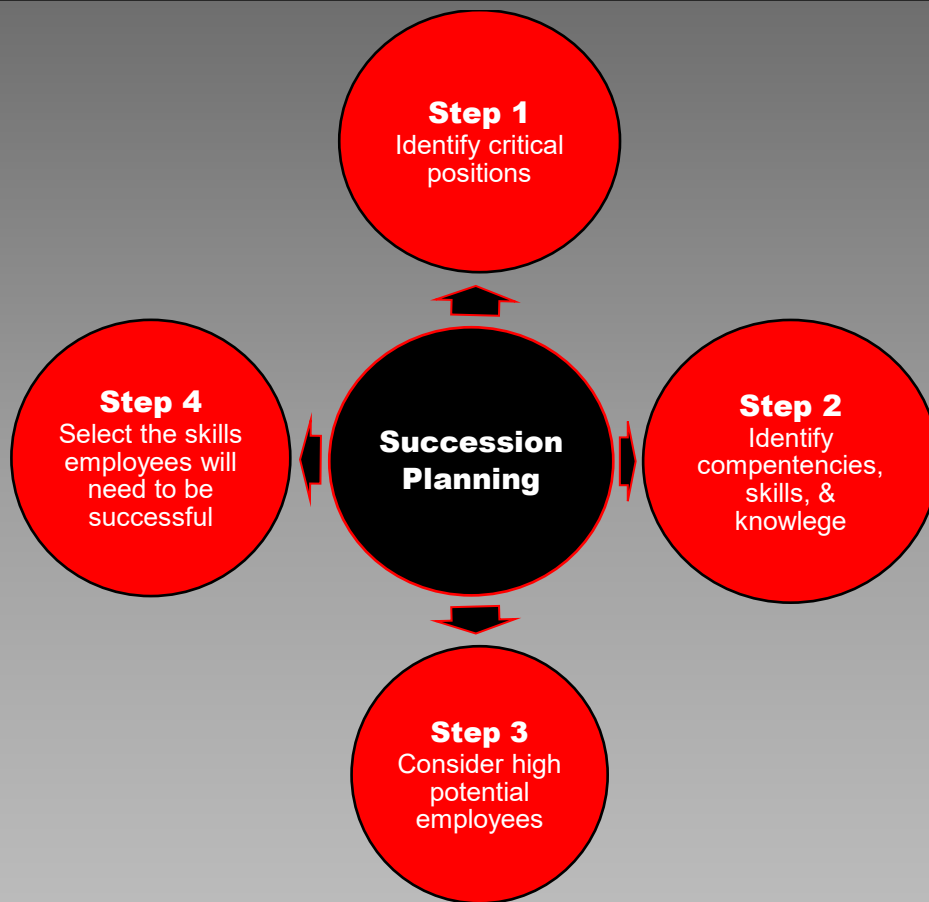 Step 1
Identify critical
positions
Step 4
Select the skills
employees will
need to be
successful
Succession
Planning
Step 2
Identify
compentencies,
skills, &
knowlege
Step 3
Consider high
potential
employees